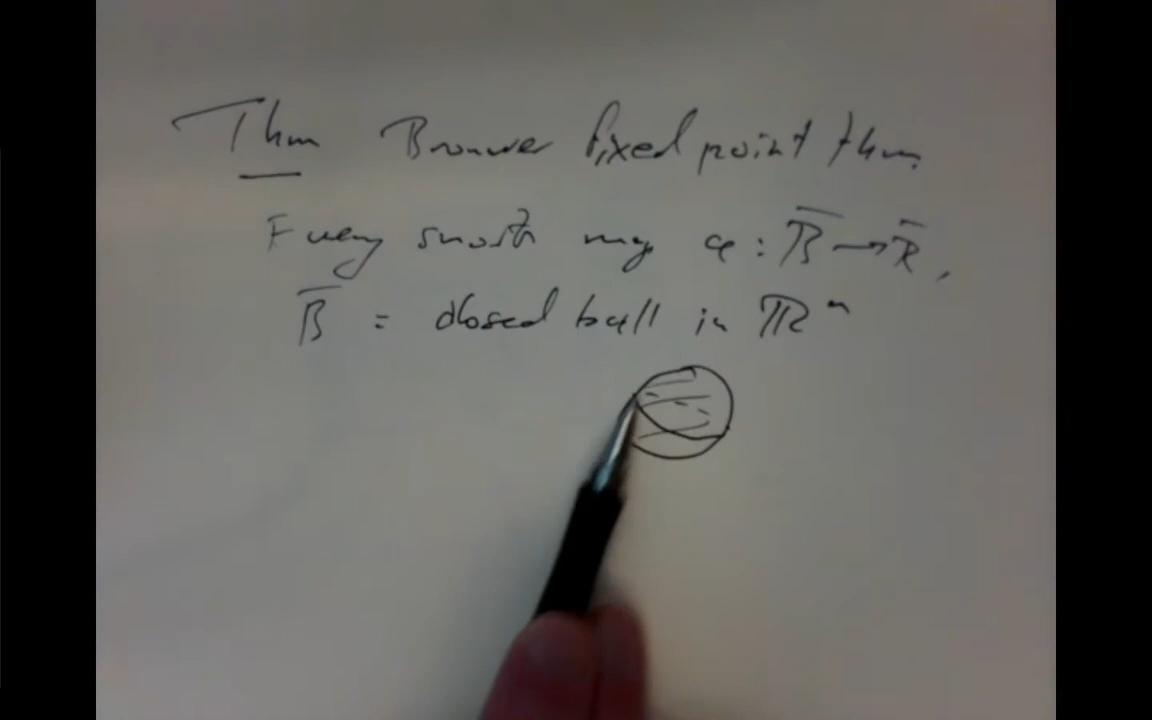 Thm Brouwer fixed point thm.
Every smooth map φ : B̅ → B̅,
B̅ = closed ball in ℝⁿ